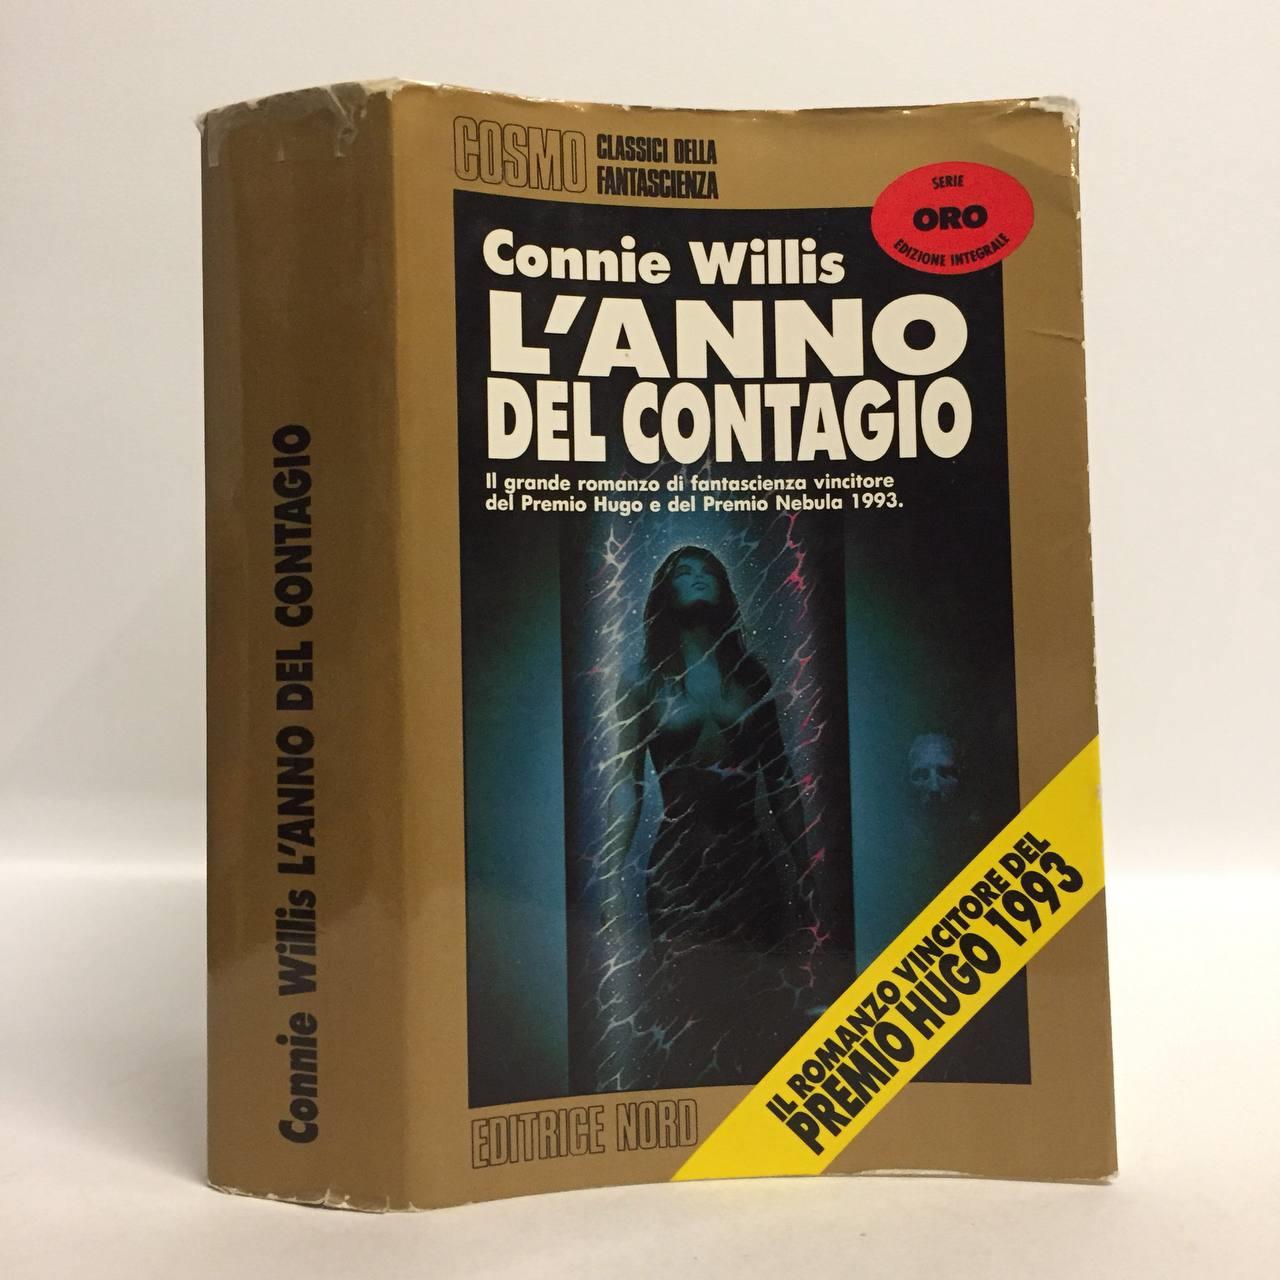 COSMO
CLASSICI DELLA
FANTASCIENZA
SERIE
ORO
EDIZIONE INTEGRALE
Connie Willis
L'ANNO
DEL CONTAGIO
Il grande romanzo di fantascienza vincitore
del Premio Hugo e del Premio Nebula 1993.
IL ROMANZO VINCITORE DEL
PREMIO HUGO 1993
EDITRICE NORD
Connie Willis L'ANNO DEL CONTAGIO